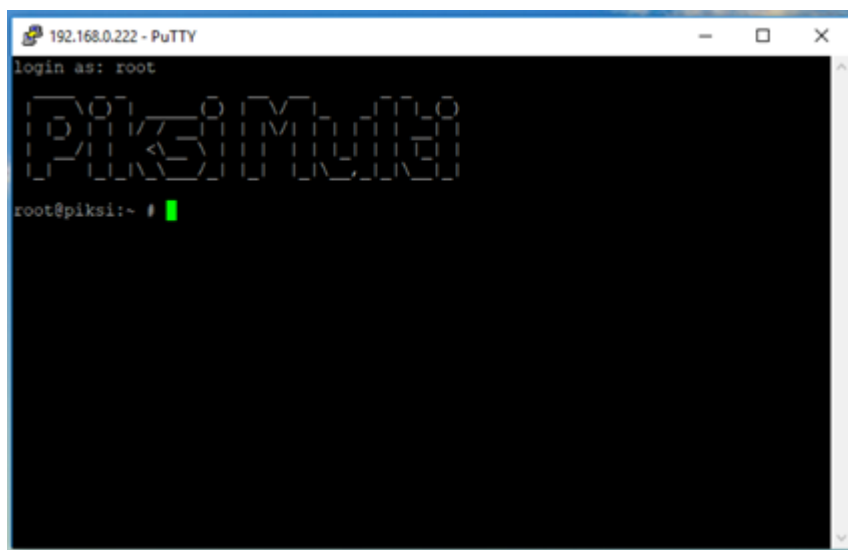 192.168.0.222 - PuTTY
login as: root
Piksi Multi
root@piksi:~ #